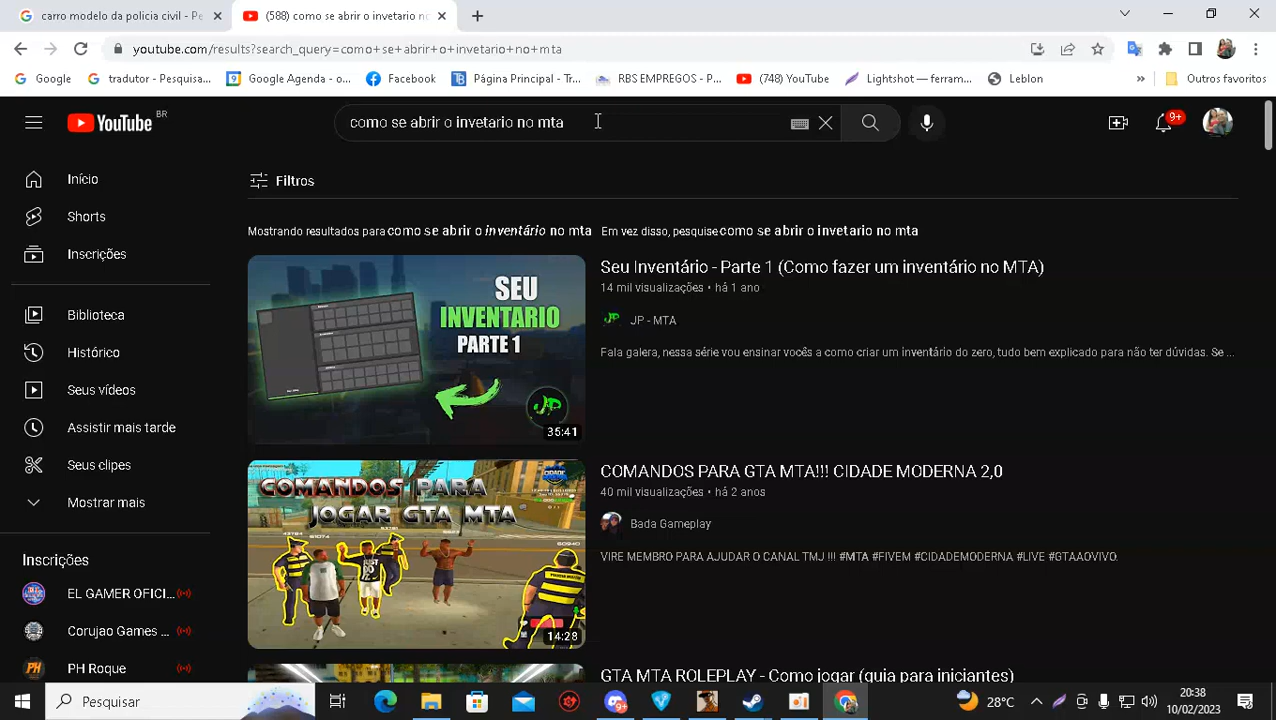 carro modelo da policia civil - Pe
(588) como se abrir o invetario no
youtube.com/results?search_query=como+se+abrir+o+invetario+no+mta
Google
tradutor - Pesquisa...
Google Agenda - o...
Facebook
Página Principal - Tr...
RBS EMPREGOS - P...
(748) YouTube
Lightshot — ferram...
Leblon
»
Outros favoritos
YouTube BR
como se abrir o invetario no mta
9+
Início
Shorts
Inscrições
Biblioteca
Histórico
Seus vídeos
Assistir mais tarde
Seus clipes
Mostrar mais
Inscrições
EL GAMER OFICI...
Corujao Games ...
PH Roque
Filtros
Mostrando resultados para como se abrir o inventário no mta
Em vez disso, pesquise como se abrir o invetario no mta
SEU
INVENTARIO
PARTE 1
JP
35:41
Seu Inventário - Parte 1 (Como fazer um inventário no MTA)
14 mil visualizações • há 1 ano
JP - MTA
Fala galera, nessa série vou ensinar vocês a como criar um inventário do zero, tudo bem explicado para não ter dúvidas. Se ...
COMANDOS PARA
JOGAR GTA MTA
14:28
COMANDOS PARA GTA MTA!!! CIDADE MODERNA 2,0
40 mil visualizações • há 2 anos
Bada Gameplay
VIRE MEMBRO PARA AJUDAR O CANAL TMJ !!! #MTA #FIVEM #CIDADEMODERNA #LIVE #GTAAOVIVO.
GTA MTA ROLEPLAY - Como jogar (guia para iniciantes)
Pesquisar
28°C
20:38
10/02/2023